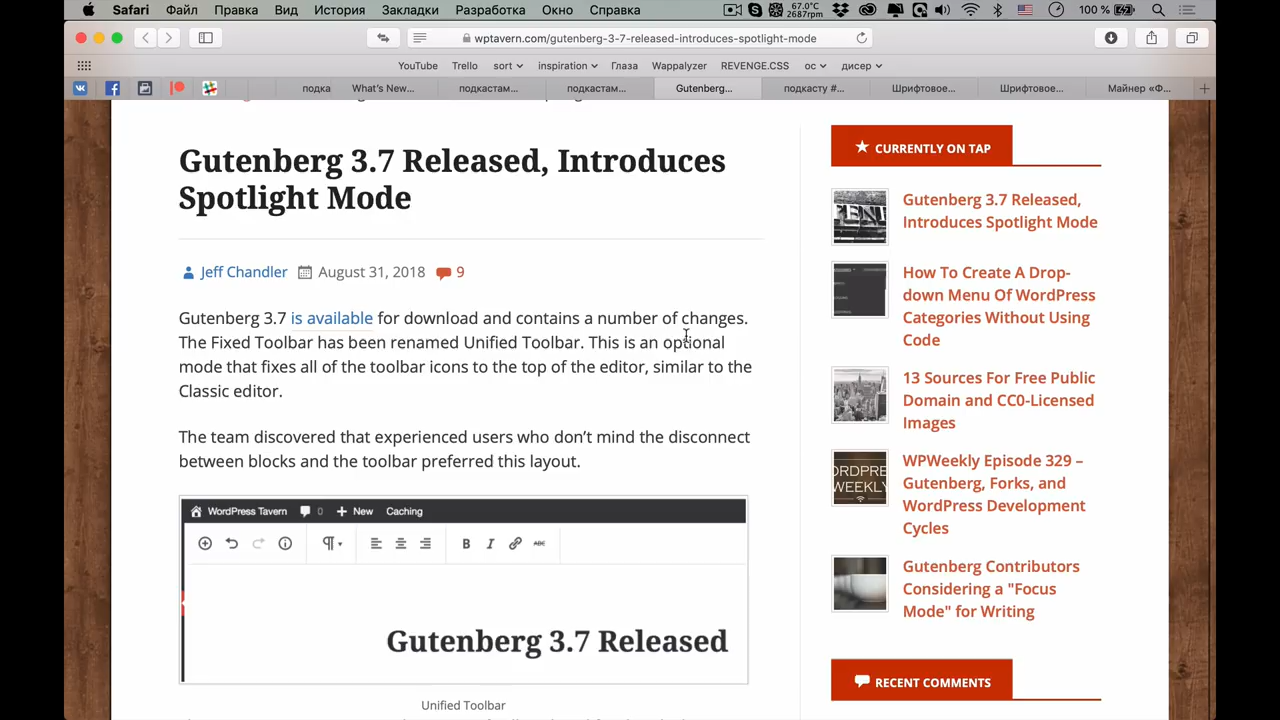 Safari Файл Правка Вид История Закладки Разработка Окно Справка 67.0°C 2687rpm 100 %
wptavern.com/gutenberg-3-7-released-introduces-spotlight-mode
YouTube Trello sort inspiration Глаза Wappalyzer REVENGE.CSS ос дисер
подка What's New... подкастам... подкастам... Gutenberg... подкасту #... Шрифтовое... Шрифтовое... Майнер «Ф...
Gutenberg 3.7 Released, Introduces
Spotlight Mode
Jeff Chandler August 31, 2018 9
Gutenberg 3.7 is available for download and contains a number of changes.
The Fixed Toolbar has been renamed Unified Toolbar. This is an optional
mode that fixes all of the toolbar icons to the top of the editor, similar to the
Classic editor.
The team discovered that experienced users who don't mind the disconnect
between blocks and the toolbar preferred this layout.
WordPress Tavern 0 New Caching
B I ABC
Gutenberg 3.7 Released
Unified Toolbar
CURRENTLY ON TAP
Gutenberg 3.7 Released,
Introduces Spotlight Mode
How To Create A Drop-
down Menu Of WordPress
Categories Without Using
Code
13 Sources For Free Public
Domain and CC0-Licensed
Images
ORDPRE
WEEKLY
WPWeekly Episode 329 –
Gutenberg, Forks, and
WordPress Development
Cycles
Gutenberg Contributors
Considering a "Focus
Mode" for Writing
RECENT COMMENTS